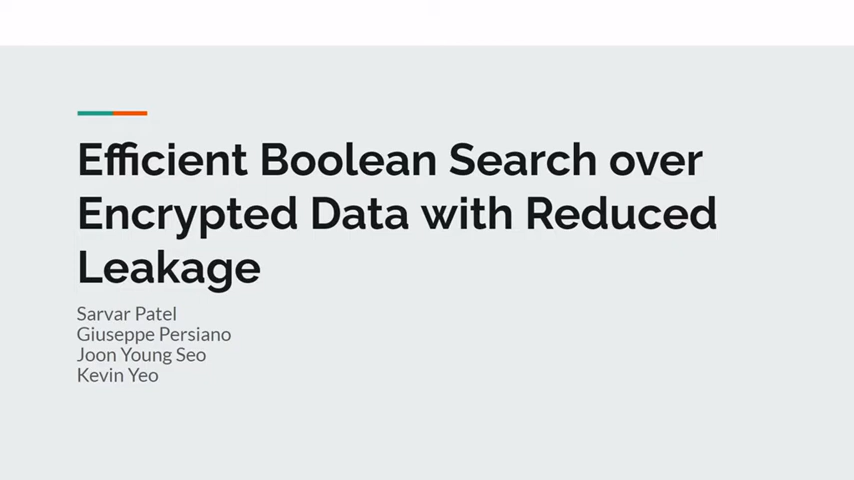 Efficient Boolean Search over
Encrypted Data with Reduced
Leakage
Sarvar Patel
Giuseppe Persiano
Joon Young Seo
Kevin Yeo